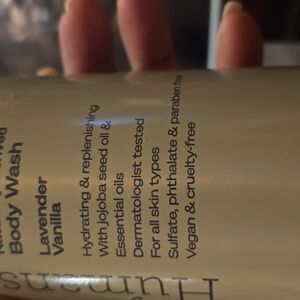 Humans
Body Wash
Lavender
Vanilla
Hydrating & replenishing
With jojoba seed oil &
Essential oils
Dermatologist tested
For all skin types
Sulfate, phthalate & paraben free
Vegan & cruelty-free